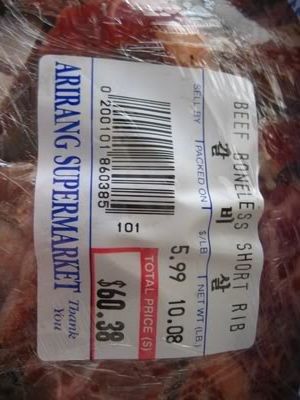 BEEF BONELESS SHORT RIB
갈 비 살
SELL BY PACKED ON $/LB NET WT (LB)
5.99 10.08
0 200101 860385
101
TOTAL PRICE (S)
$60.38
ARIRANG SUPERMARKET Thank You